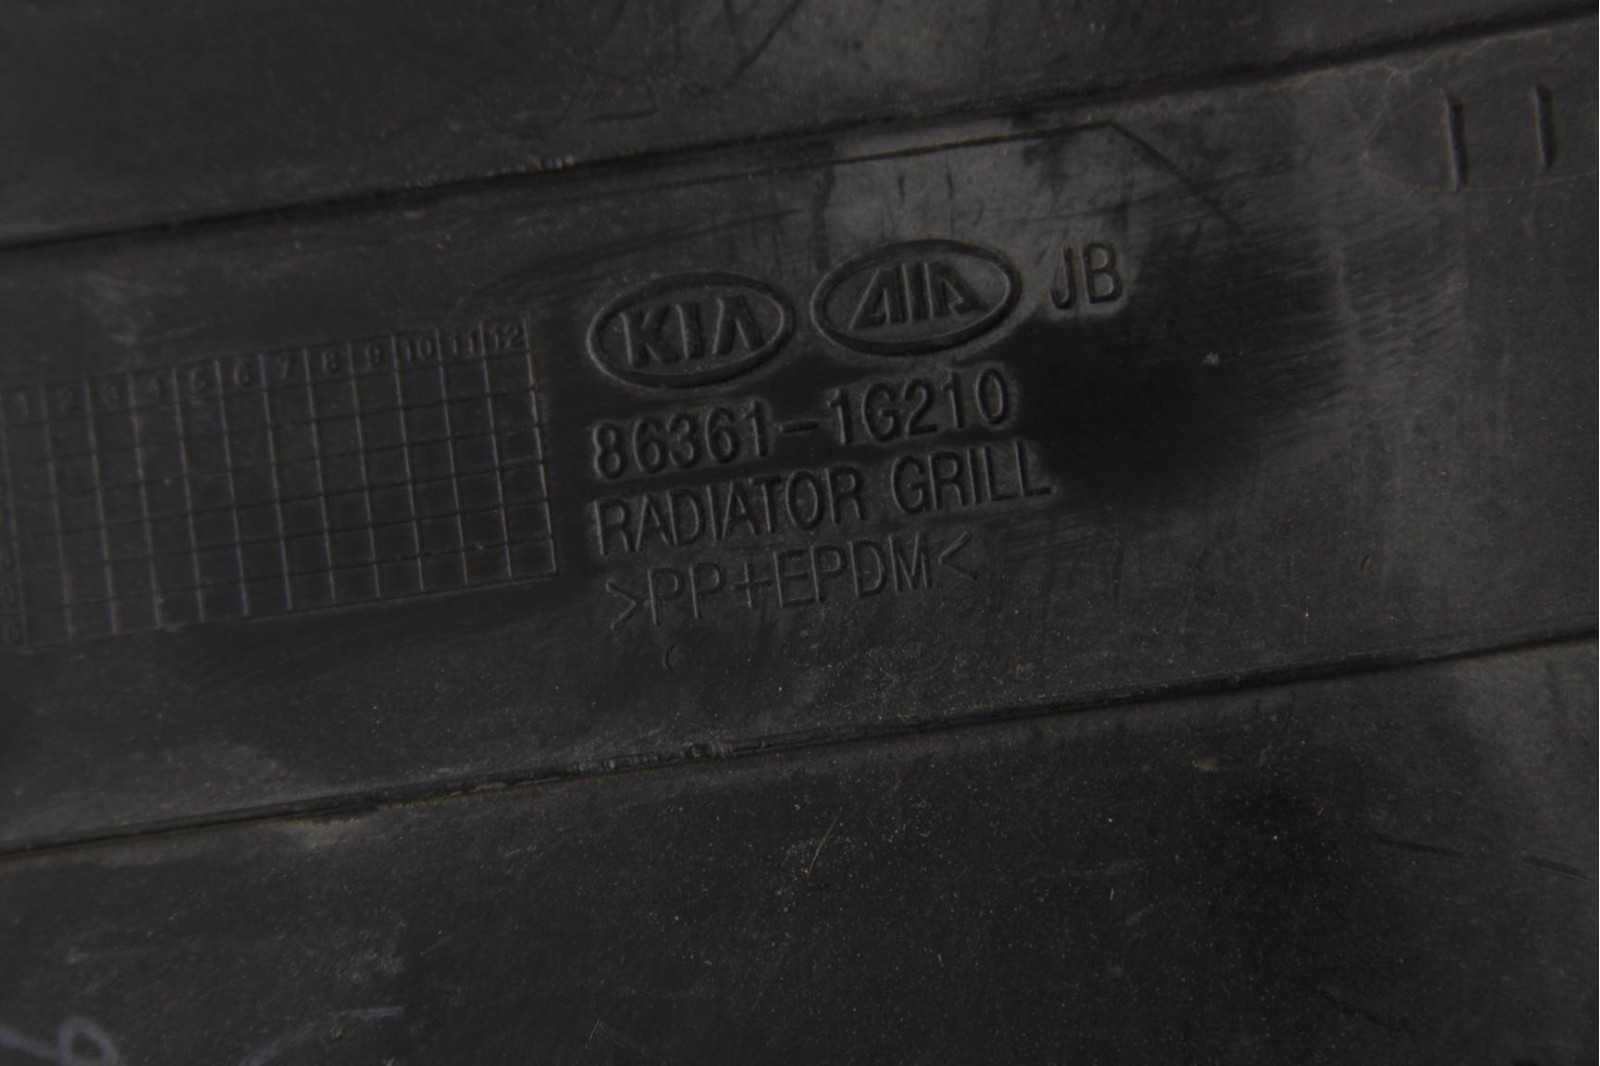 KIA AIA JB
1 2 3 4 5 6 7 8 9 10 11 12
86361-1G210
RADIATOR GRILL
>PP+EPDM<